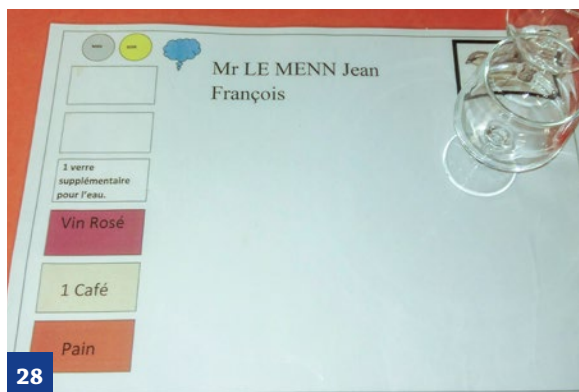 Mr LE MENN Jean
François
1 verre
supplémentaire
pour l'eau.
Vin Rosé
1 Café
Pain
28